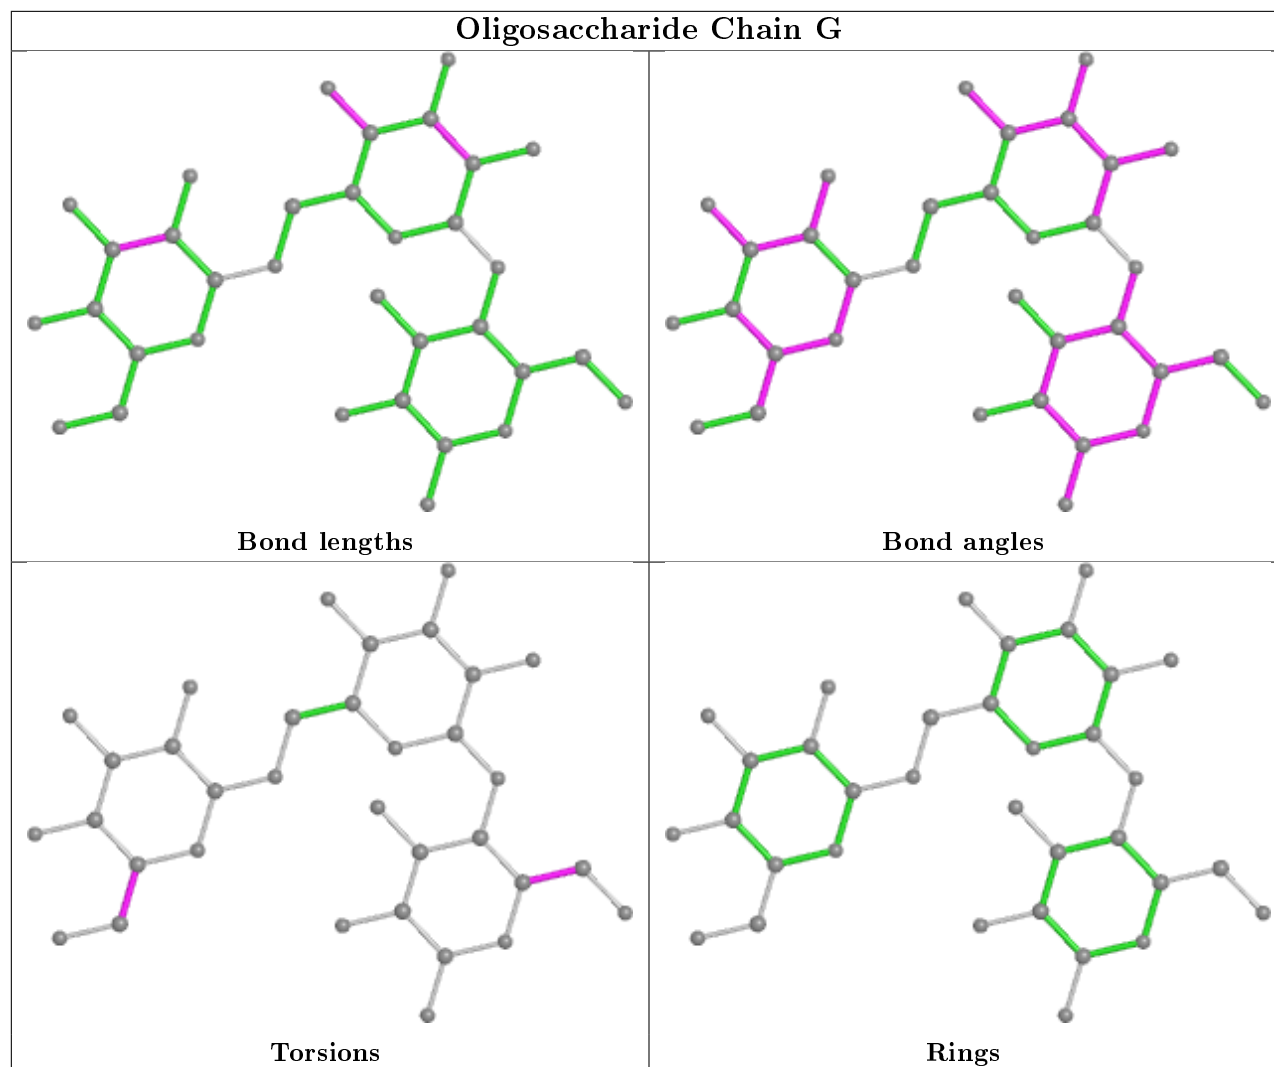 Oligosaccharide Chain G
Bond lengths
Bond angles
Torsions
Rings